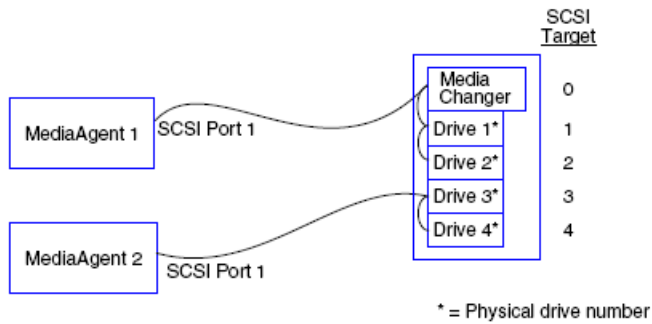 SCSI
Target
Media
Changer
0
MediaAgent 1
SCSI Port 1
Drive 1*
1
Drive 2*
2
Drive 3*
3
Drive 4*
4
MediaAgent 2
SCSI Port 1
* = Physical drive number